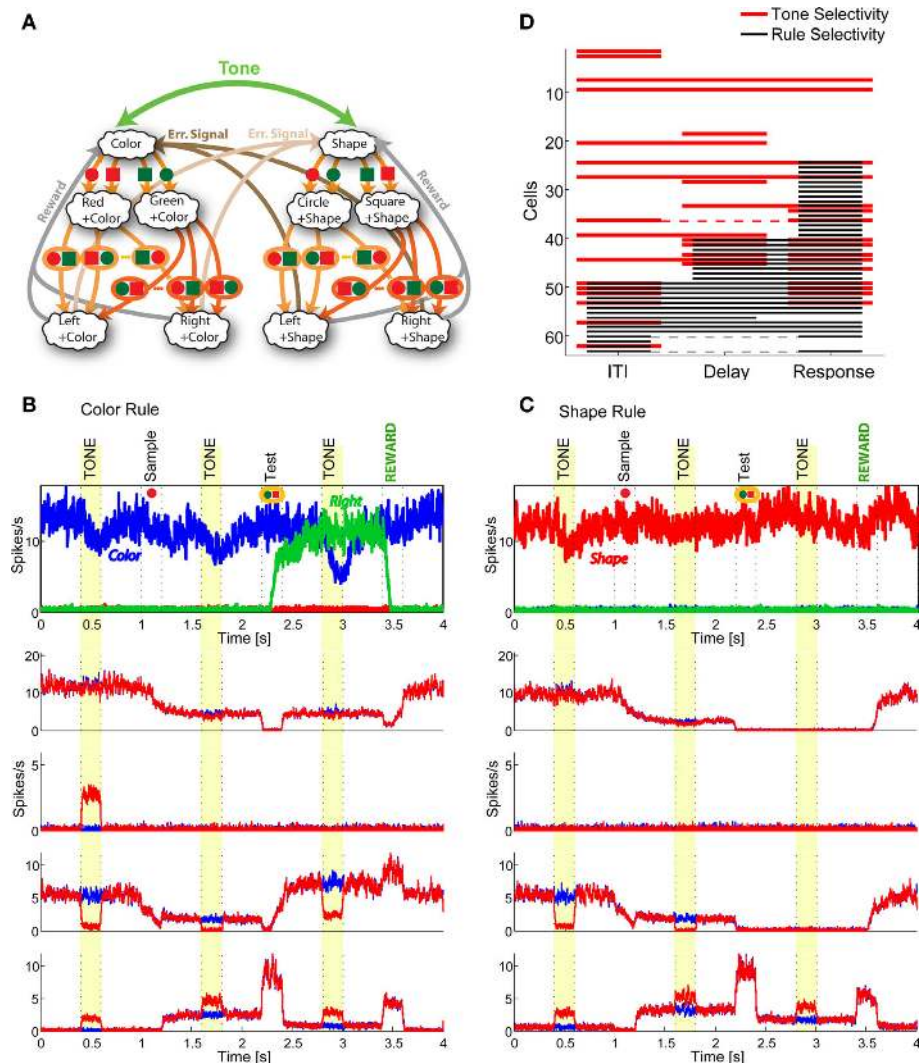 A
Tone
Err. Signal
Err. Signal
Color
Shape
Reward
Reward
Red
+Color
Green
+Color
Circle
+Shape
Square
+Shape
Left
+Color
Right
+Color
Left
+Shape
Right
+Shape
D
Tone Selectivity
Rule Selectivity
Cells
10
20
30
40
50
60
ITI
Delay
Response
B
Color Rule
TONE
Sample
TONE
Test
TONE
REWARD
Spikes/s
10
0
Color
Right
0 0.5 1 1.5 2 2.5 3 3.5 4
Time [s]
20
10
0
Spikes/s
5
0
10
5
0
10
5
0
0 0.5 1 1.5 2 2.5 3 3.5 4
Time [s]
C
Shape Rule
TONE
Sample
TONE
Test
TONE
REWARD
Spikes/s
10
0
Shape
0 0.5 1 1.5 2 2.5 3 3.5 4
Time [s]
20
10
0
Spikes/s
5
0
10
5
0
10
5
0
0 0.5 1 1.5 2 2.5 3 3.5 4
Time [s]